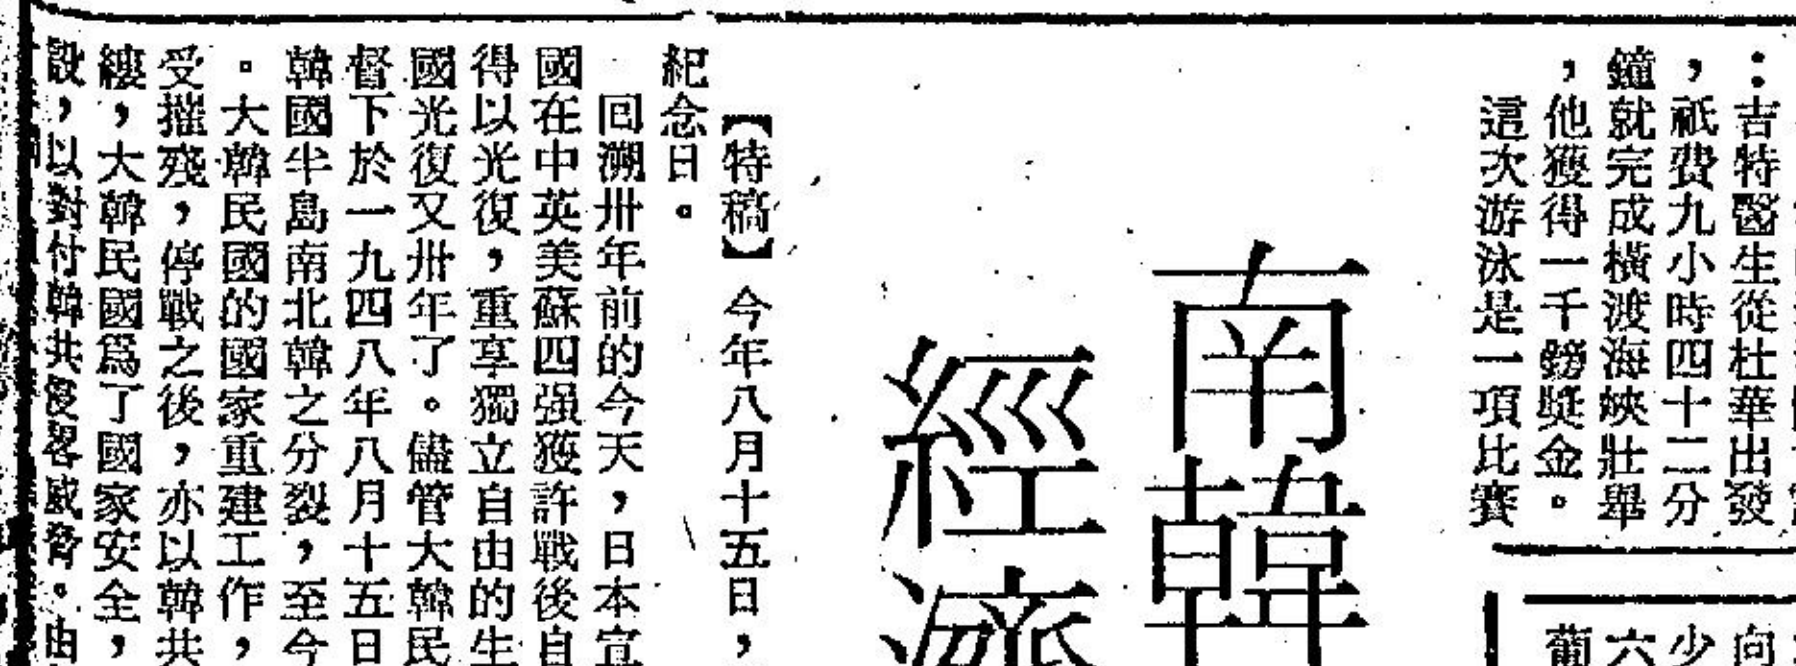 ：吉特醫生從杜華出發
，祇費九小時四十二分
鐘就完成橫渡海峽壯舉
，他獲得一千鎊獎金。
這次游泳是一項比賽
向
少
六
葡
南韓
經濟
【特稿】今年八月十五日，
紀念日。
回溯卅年前的今天，日本宣
國在中英美蘇四强獲許戰後自
得以光復，重享獨立自由的生
國光復又卅年了。儘管大韓民
督下於一九四八年八月十五日
韓國半島南北韓之分裂，至今
。大韓民國的國家重建工作，
受摧殘，停戰之後，亦以韓共
縷，大韓民國爲了國家安全，
設，以對付韓共侵畧威脅。由